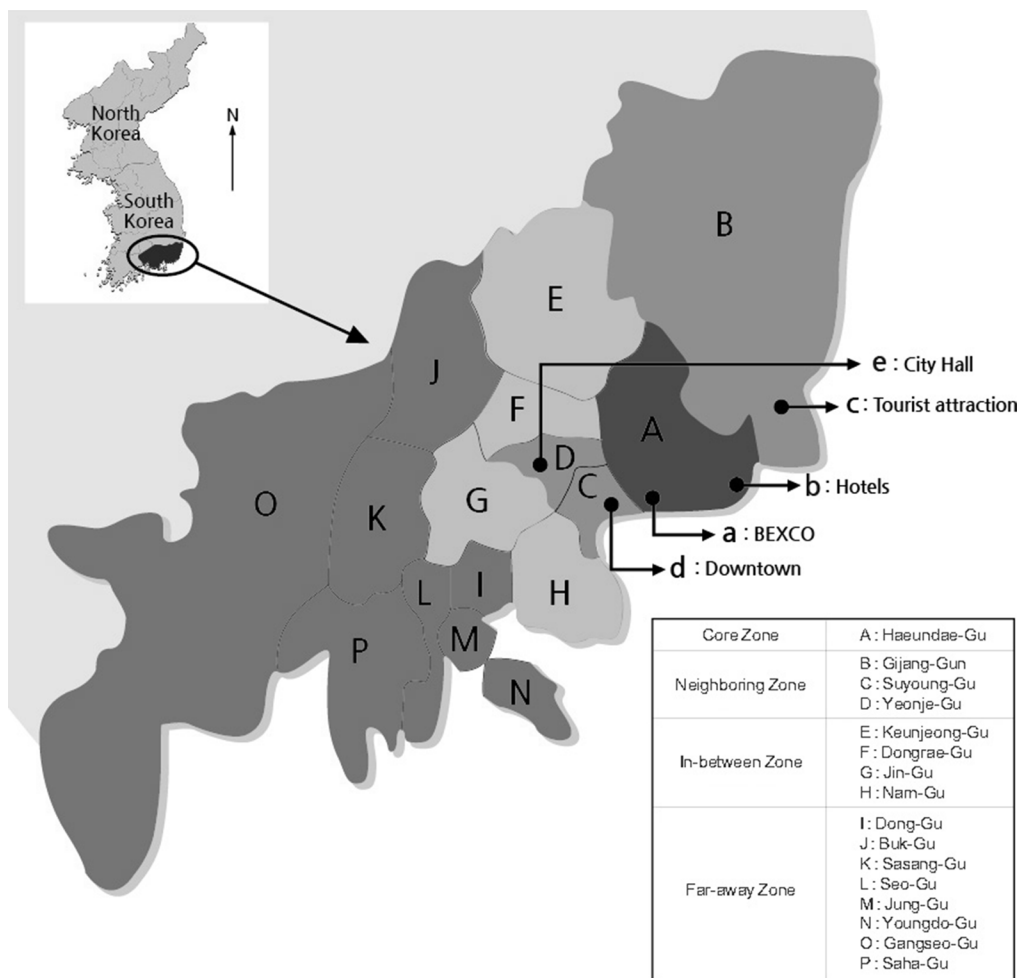 North
Korea
N
South
Korea
B
E
e : City Hall
J
c : Tourist attraction
F
A
D
b : Hotels
C
O
G
K
a : BEXCO
d : Downtown
I
L
H
M
P
N
Core Zone
A : Haeundae-Gu
Neighboring Zone
B : Gijang-Gun
C : Suyoung-Gu
D : Yeonje-Gu
In-between Zone
E : Keunjeong-Gu
F : Dongrae-Gu
G : Jin-Gu
H : Nam-Gu
Far-away Zone
I : Dong-Gu
J : Buk-Gu
K : Sasang-Gu
L : Seo-Gu
M : Jung-Gu
N : Youngdo-Gu
O : Gangseo-Gu
P : Saha-Gu